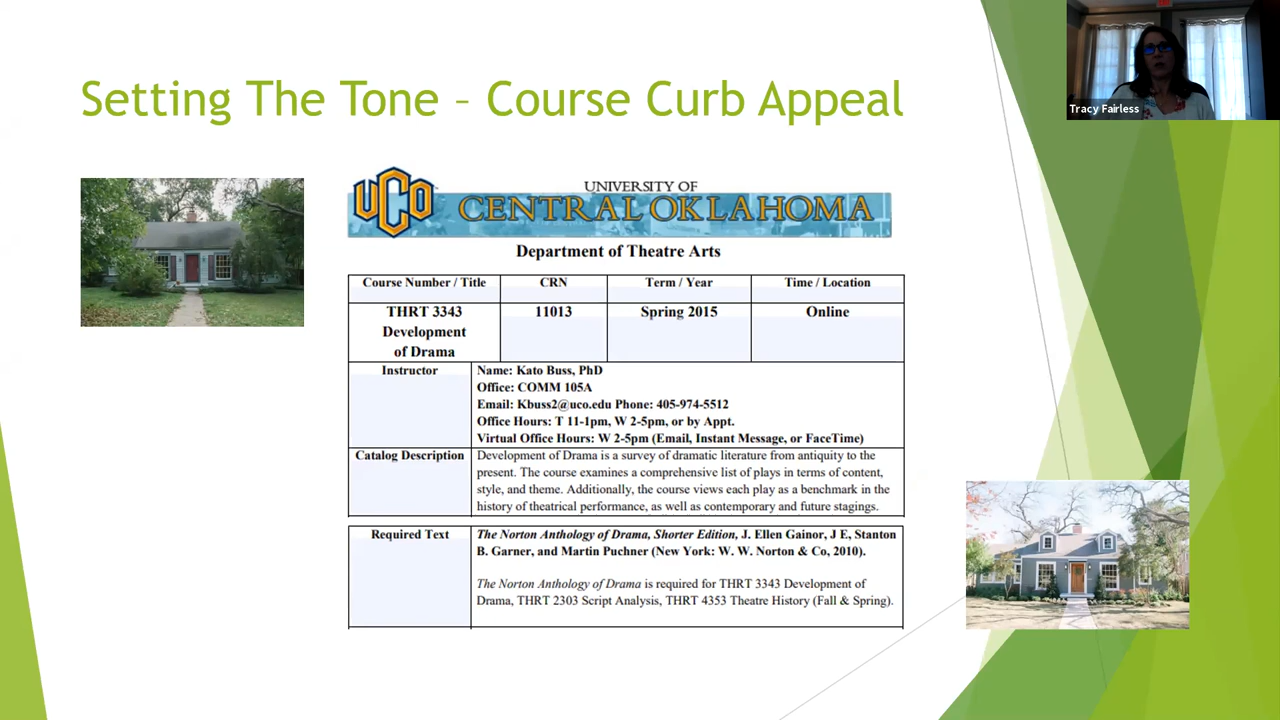 Setting The Tone – Course Curb Appeal
Tracy Fairless
UCO
UNIVERSITY OF
CENTRAL OKLAHOMA
Department of Theatre Arts
Course Number / Title CRN Term / Year Time / Location
THRT 3343 11013 Spring 2015 Online
Development
of Drama
Instructor Name: Kato Buss, PhD
Office: COMM 105A
Email: Kbuss2@uco.edu Phone: 405-974-5512
Office Hours: T 11-1pm, W 2-5pm, or by Appt.
Virtual Office Hours: W 2-5pm (Email, Instant Message, or FaceTime)
Catalog Description Development of Drama is a survey of dramatic literature from antiquity to the
present. The course examines a comprehensive list of plays in terms of content,
style, and theme. Additionally, the course views each play as a benchmark in the
history of theatrical performance, as well as contemporary and future stagings.
Required Text The Norton Anthology of Drama, Shorter Edition, J. Ellen Gainor, J E, Stanton
B. Garner, and Martin Puchner (New York: W. W. Norton & Co, 2010).
The Norton Anthology of Drama is required for THRT 3343 Development of
Drama, THRT 2303 Script Analysis, THRT 4353 Theatre History (Fall & Spring).